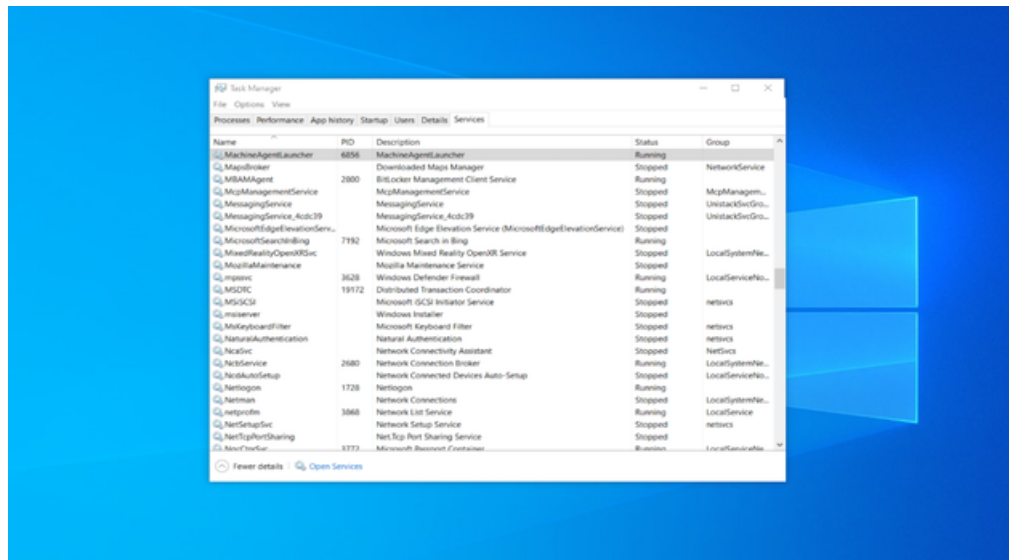 Task Manager
File Options View
Processes Performance App history Startup Users Details Services
Name PID Description Status Group
MachineAgentLauncher 6856 MachineAgentLauncher Running
MapsBroker Downloaded Maps Manager Stopped NetworkService
MBAMAgent 2800 BitLocker Management Client Service Running
McpManagementService McpManagementService Stopped McpManagem...
MessagingService MessagingService Stopped UnistackSvcGro...
MessagingService_4cdc39 MessagingService_4cdc39 Stopped UnistackSvcGro...
MicrosoftEdgeElevationServ... Microsoft Edge Elevation Service (MicrosoftEdgeElevationService) Stopped
MicrosoftSearchInBing 7192 Microsoft Search in Bing Running
MixedRealityOpenXRSvc Windows Mixed Reality OpenXR Service Stopped LocalSystemNe...
MozillaMaintenance Mozilla Maintenance Service Stopped
mpssvc 3628 Windows Defender Firewall Running LocalServiceNo...
MSDTC 19172 Distributed Transaction Coordinator Running
MSiSCSI Microsoft iSCSI Initiator Service Stopped netsvcs
msiserver Windows Installer Stopped
MsKeyboardFilter Microsoft Keyboard Filter Stopped netsvcs
NaturalAuthentication Natural Authentication Stopped netsvcs
NcaSvc Network Connectivity Assistant Stopped NetSvcs
NcbService 2680 Network Connection Broker Running LocalSystemNe...
NcdAutoSetup Network Connected Devices Auto-Setup Stopped LocalServiceNo...
Netlogon 1728 Netlogon Running
Netman Network Connections Stopped LocalSystemNe...
netprofm 3868 Network List Service Running LocalService
NetSetupSvc Network Setup Service Stopped netsvcs
NetTcpPortSharing Net.Tcp Port Sharing Service Stopped
NgcCtnrSvc 3772 Microsoft Passport Container Running LocalServiceNe...
Fewer details Open Services